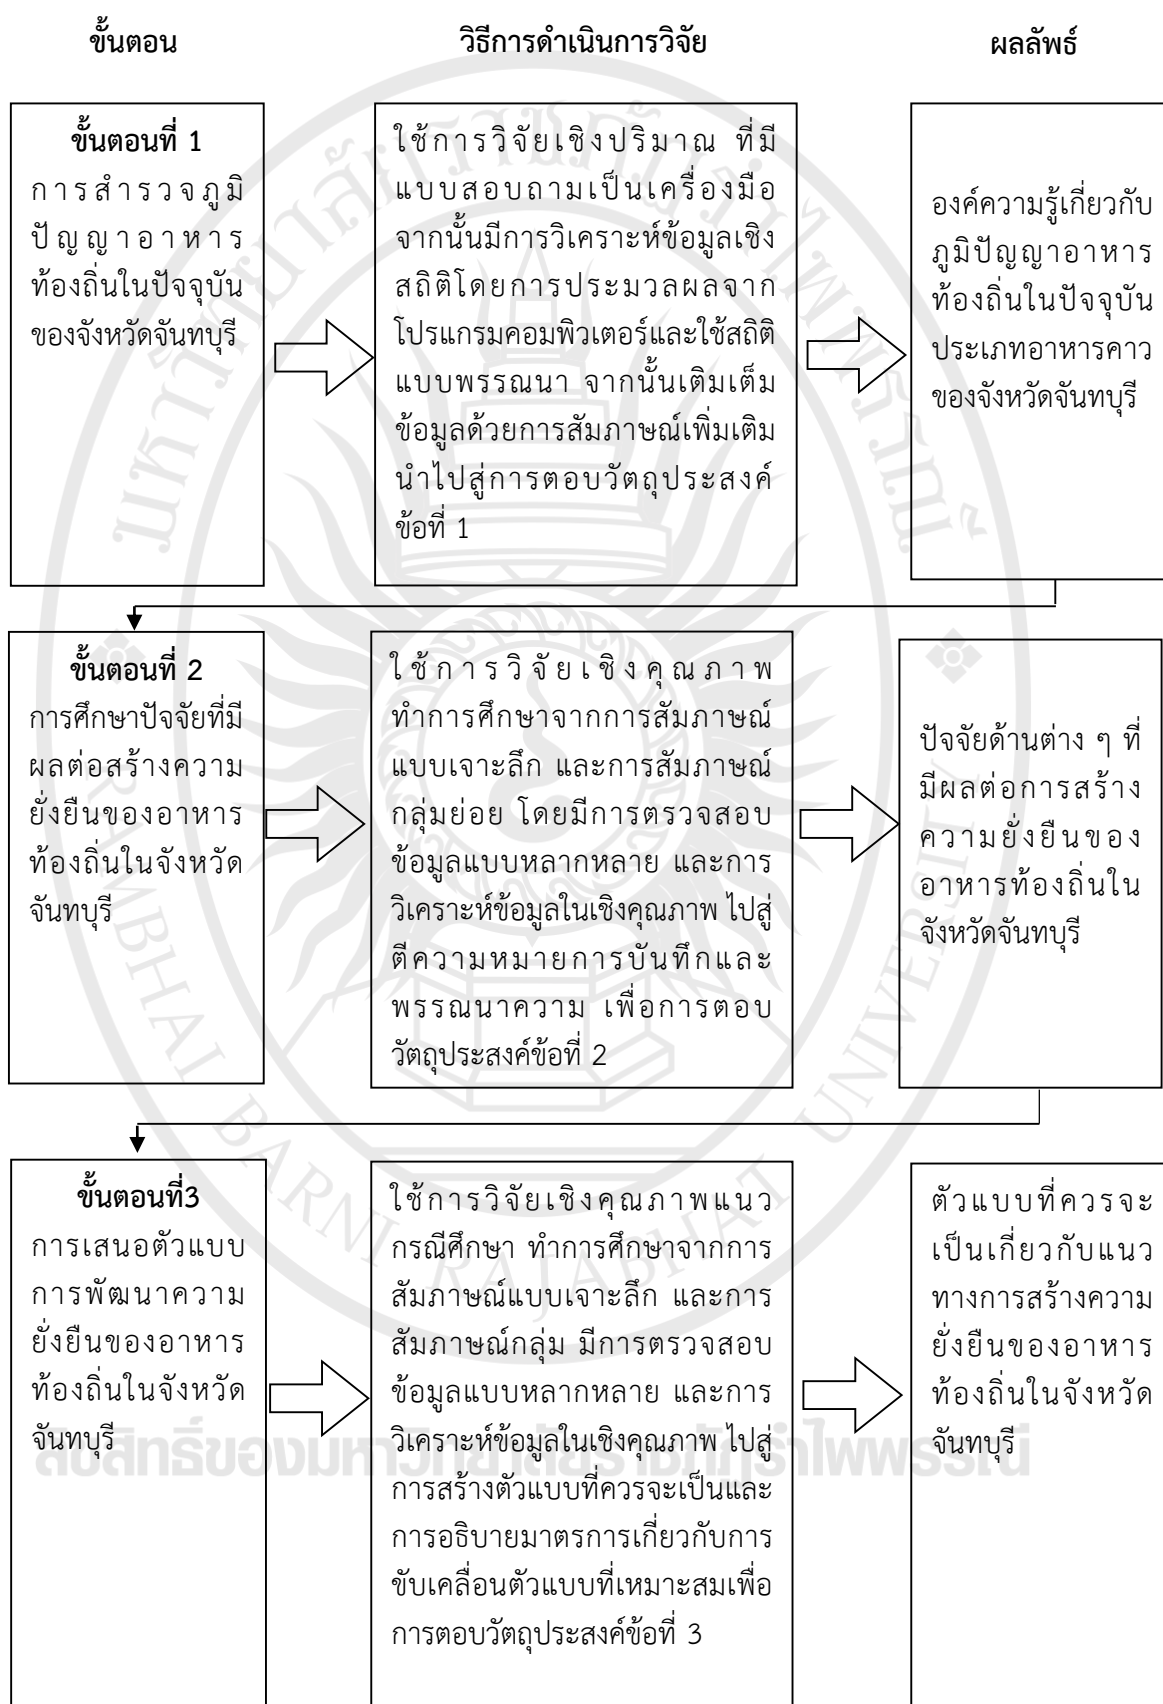 ขั้นตอน
วิธีการดำเนินการวิจัย
ผลลัพธ์
ขั้นตอนที่ 1
การสำรวจภูมิ
ปัญญาอาหาร
ท้องถิ่นในปัจจุบัน
ของจังหวัดจันทบุรี
ใช้การวิจัยเชิงปริมาณ ที่มี
แบบสอบถามเป็นเครื่องมือ
จากนั้นมีการวิเคราะห์ข้อมูลเชิง
สถิติโดยการประมวลผลจาก
โปรแกรมคอมพิวเตอร์และใช้สถิติ
แบบพรรณนา จากนั้นเติมเต็ม
ข้อมูลด้วยการสัมภาษณ์เพิ่มเติม
นำไปสู่การตอบวัตถุประสงค์
ข้อที่ 1
องค์ความรู้เกี่ยวกับ
ภูมิปัญญาอาหาร
ท้องถิ่นในปัจจุบัน
ประเภทอาหารคาว
ของจังหวัดจันทบุรี
ขั้นตอนที่ 2
การศึกษาปัจจัยที่มี
ผลต่อสร้างความ
ยั่งยืนของอาหาร
ท้องถิ่นในจังหวัด
จันทบุรี
ใช้การวิจัยเชิงคุณภาพ
ทำการศึกษาจากการสัมภาษณ์
แบบเจาะลึก และการสัมภาษณ์
กลุ่มย่อย โดยมีการตรวจสอบ
ข้อมูลแบบหลากหลาย และการ
วิเคราะห์ข้อมูลในเชิงคุณภาพ ไปสู่
ตีความหมายการบันทึกและ
พรรณนาความ เพื่อการตอบ
วัตถุประสงค์ข้อที่ 2
ปัจจัยด้านต่าง ๆ ที่
มีผลต่อการสร้าง
ความยั่งยืนของ
อาหารท้องถิ่นใน
จังหวัดจันทบุรี
ขั้นตอนที่3
การเสนอตัวแบบ
การพัฒนาความ
ยั่งยืนของอาหาร
ท้องถิ่นในจังหวัด
จันทบุรี
ใช้การวิจัยเชิงคุณภาพแนว
กรณีศึกษา ทำการศึกษาจากการ
สัมภาษณ์แบบเจาะลึก และการ
สัมภาษณ์กลุ่ม มีการตรวจสอบ
ข้อมูลแบบหลากหลาย และการ
วิเคราะห์ข้อมูลในเชิงคุณภาพ ไปสู่
การสร้างตัวแบบที่ควรจะเป็นและ
การอธิบายมาตรการเกี่ยวกับการ
ขับเคลื่อนตัวแบบที่เหมาะสมเพื่อ
การตอบวัตถุประสงค์ข้อที่ 3
ตัวแบบที่ควรจะ
เป็นเกี่ยวกับแนว
ทางการสร้างความ
ยั่งยืนของอาหาร
ท้องถิ่นในจังหวัด
จันทบุรี
มหาวิทยาลัยราชภัฏรำไพพรรณี
RAMBHAI BARNI RAJABHAT UNIVERSITY
ลิขสิทธิ์ของมหาวิทยาลัยราชภัฏรำไพพรรณี